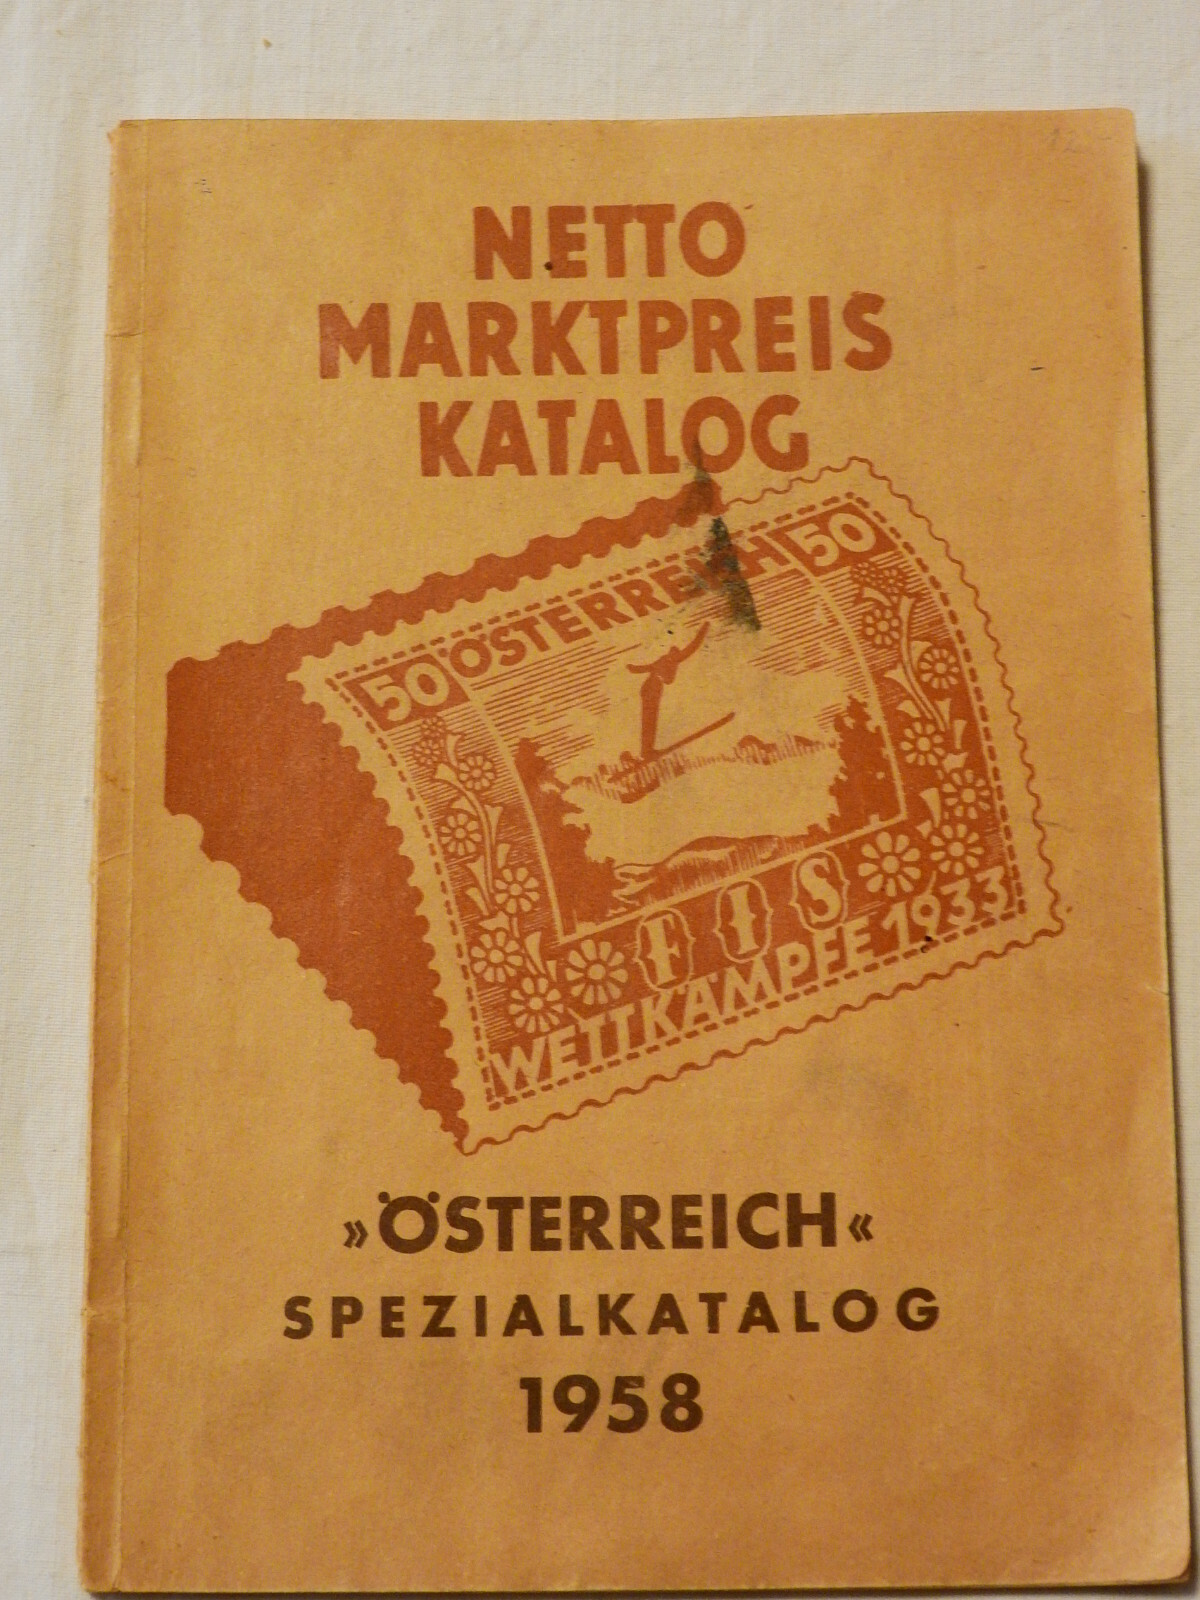 NETTO
MARKTPREIS
KATALOG
50 ÖSTERREICH 50
FIS
WETTKÄMPFE 1933
»ÖSTERREICH«
SPEZIALKATALOG
1958